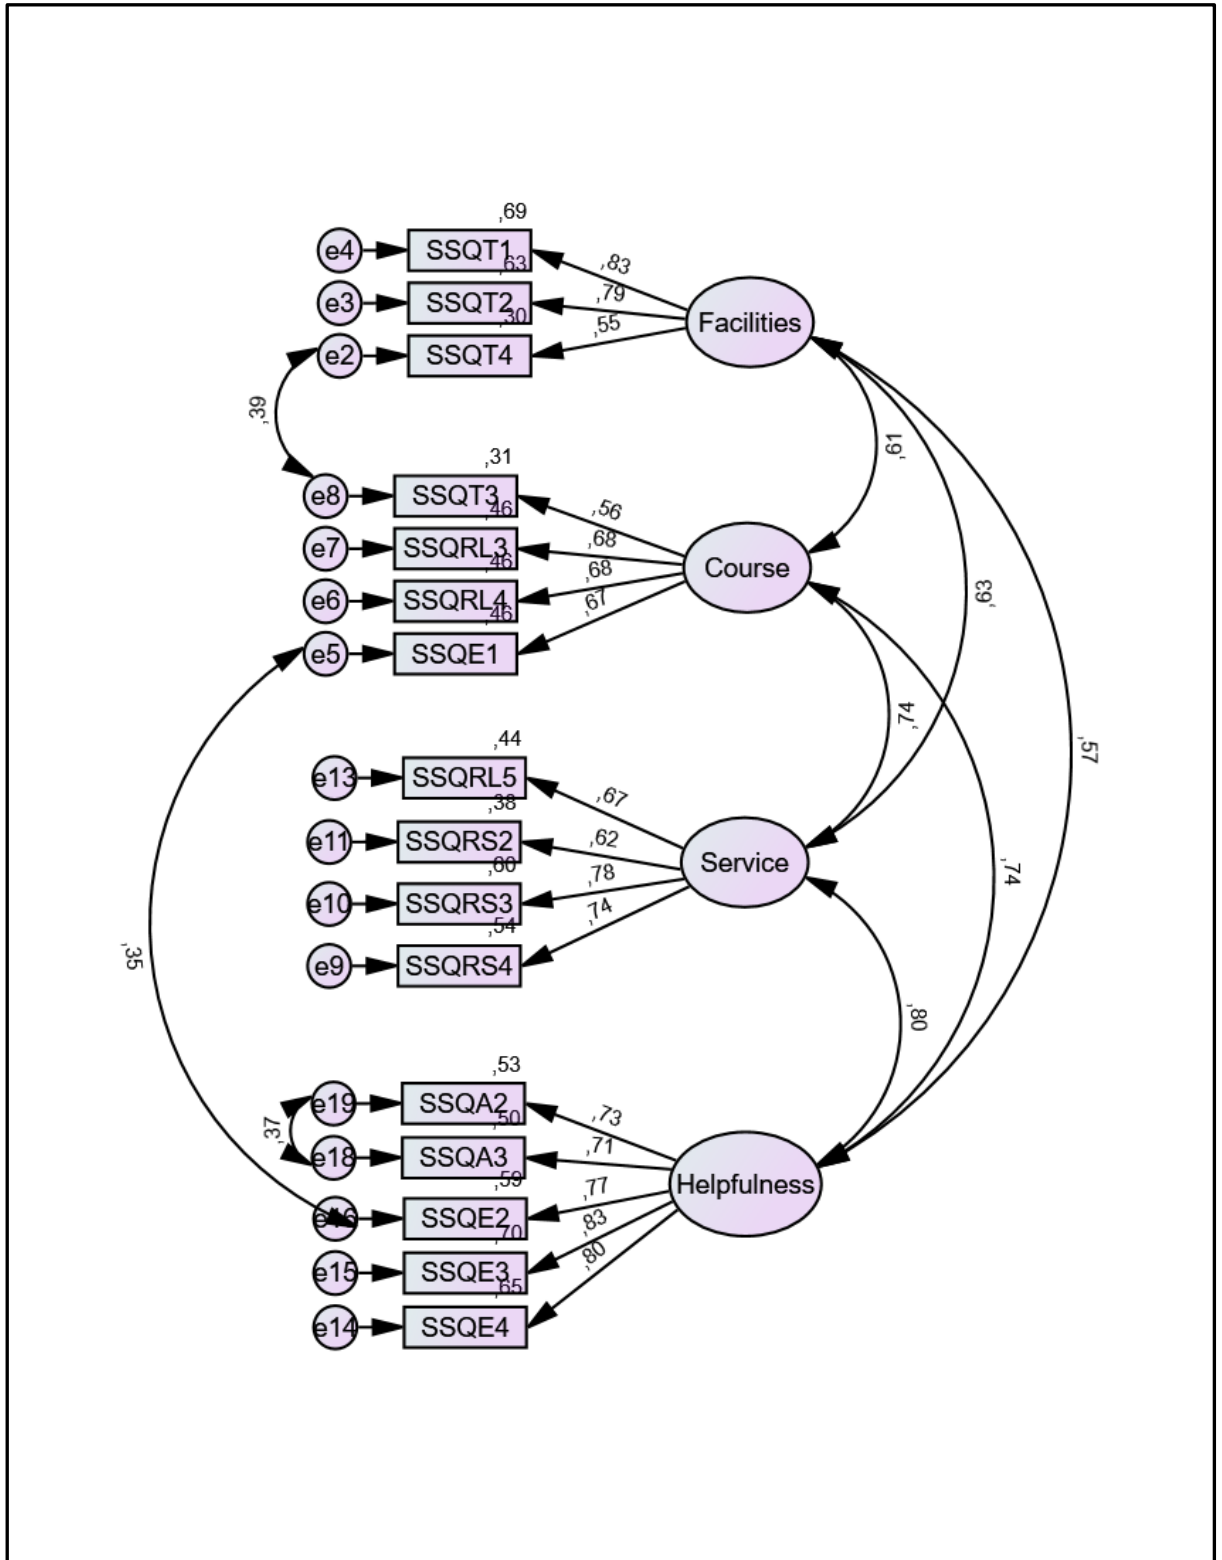 ,69
e4 SSQT1 ,83
,63
e3 SSQT2 ,79 Facilities
,30
e2 SSQT4 ,55
,39
,61
,31
e8 SSQT3 ,56
,46
e7 SSQRL3 ,68 Course
,46
e6 SSQRL4 ,68
,46
e5 SSQE1 ,67
,63
,74
,57
,44
e13 SSQRL5 ,67
,38
e11 SSQRS2 ,62 Service
,60
e10 SSQRS3 ,78
,54
e9 SSQRS4 ,74
,74
,35
,80
,53
e19 SSQA2 ,73
,37
,50
e18 SSQA3 ,71 Helpfulness
,59
e16 SSQE2 ,77
,70
e15 SSQE3 ,83
,65
e14 SSQE4 ,80